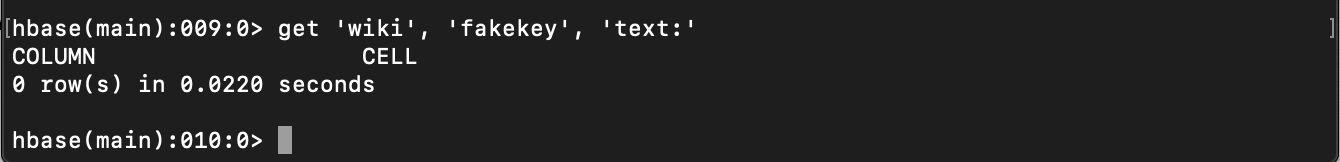 [hbase(main):009:0> get 'wiki', 'fakekey', 'text:' ]
COLUMN                         CELL
0 row(s) in 0.0220 seconds

hbase(main):010:0>